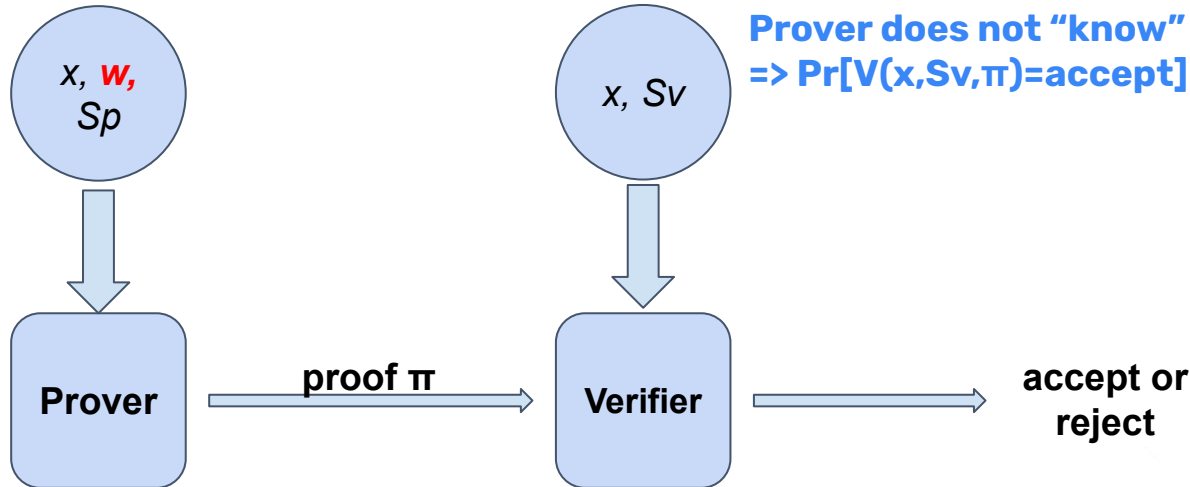 Prover does not “know”
=> Pr[V(x,Sv,π)=accept]
x, w,
Sp
x, Sv
Prover
proof π
Verifier
accept or
reject